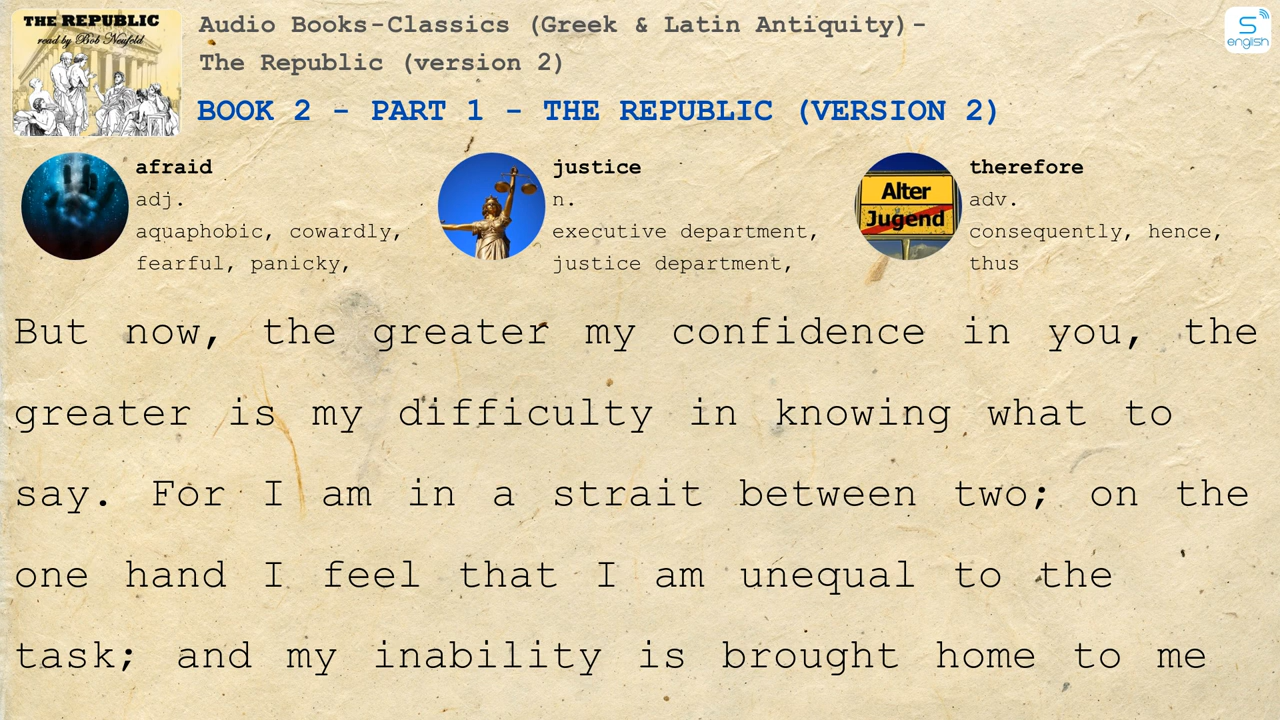 THE REPUBLIC
read by Bob Neufeld
Audio Books-Classics (Greek & Latin Antiquity)-
The Republic (version 2)
S
english
BOOK 2 - PART 1 - THE REPUBLIC (VERSION 2)
afraid
adj.
aquaphobic, cowardly,
fearful, panicky,
justice
n.
executive department,
justice department,
Alter
Jugend
therefore
adv.
consequently, hence,
thus
But now, the greater my confidence in you, the
greater is my difficulty in knowing what to
say. For I am in a strait between two; on the
one hand I feel that I am unequal to the
task; and my inability is brought home to me